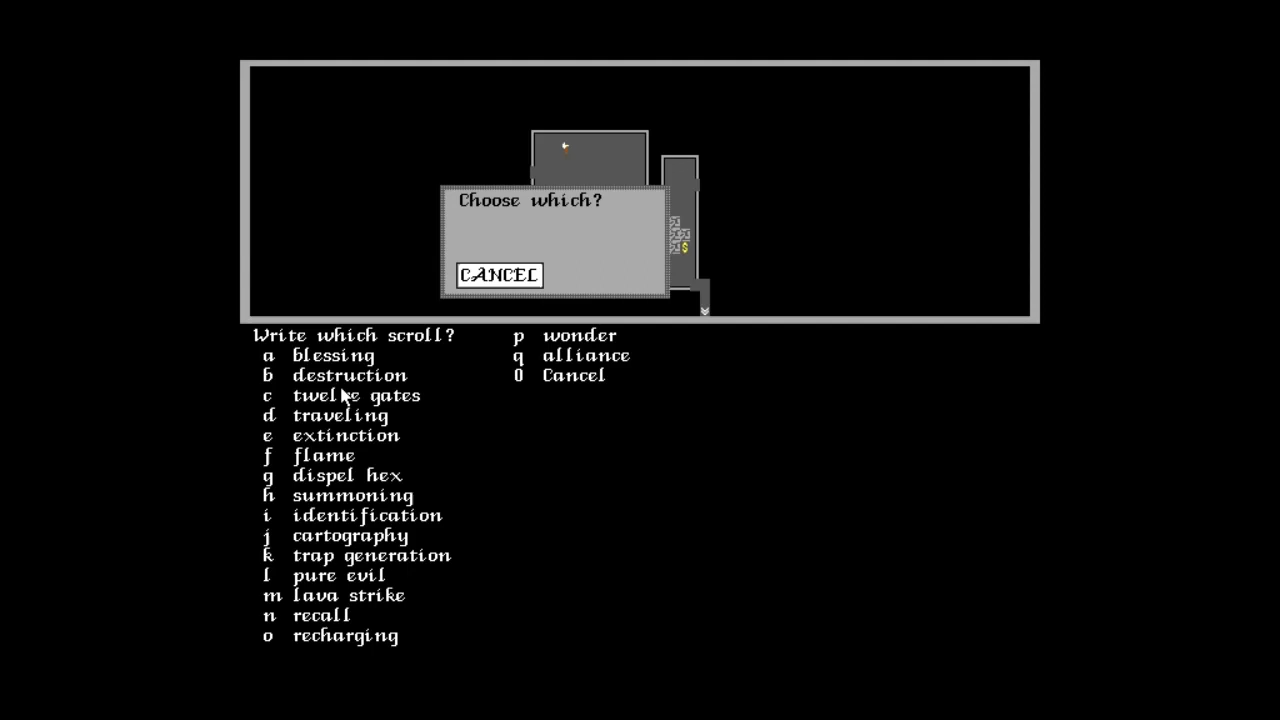 Choose which?
CANCEL
$
Write which scroll?
a blessing
b destruction
c twelve gates
d traveling
e extinction
f flame
g dispel hex
h summoning
i identification
j cartography
k trap generation
l pure evil
m lava strike
n recall
o recharging
p wonder
q alliance
0 Cancel